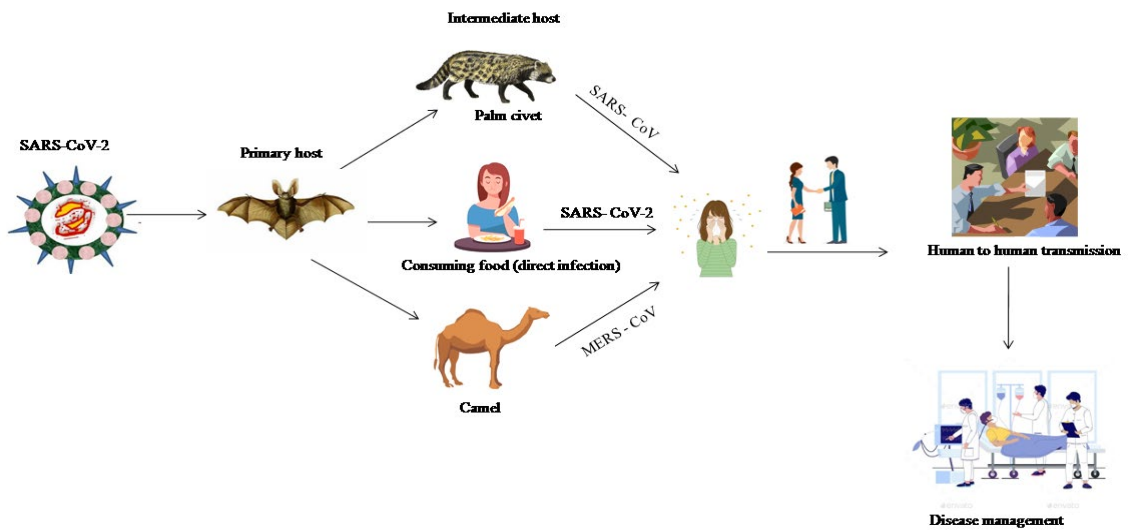 Intermediate host
Palm civet
SARS-CoV-2
Primary host
SARS- CoV
SARS- CoV-2
Consuming food (direct infection)
MERS - CoV
Camel
Human to human transmission
Disease management